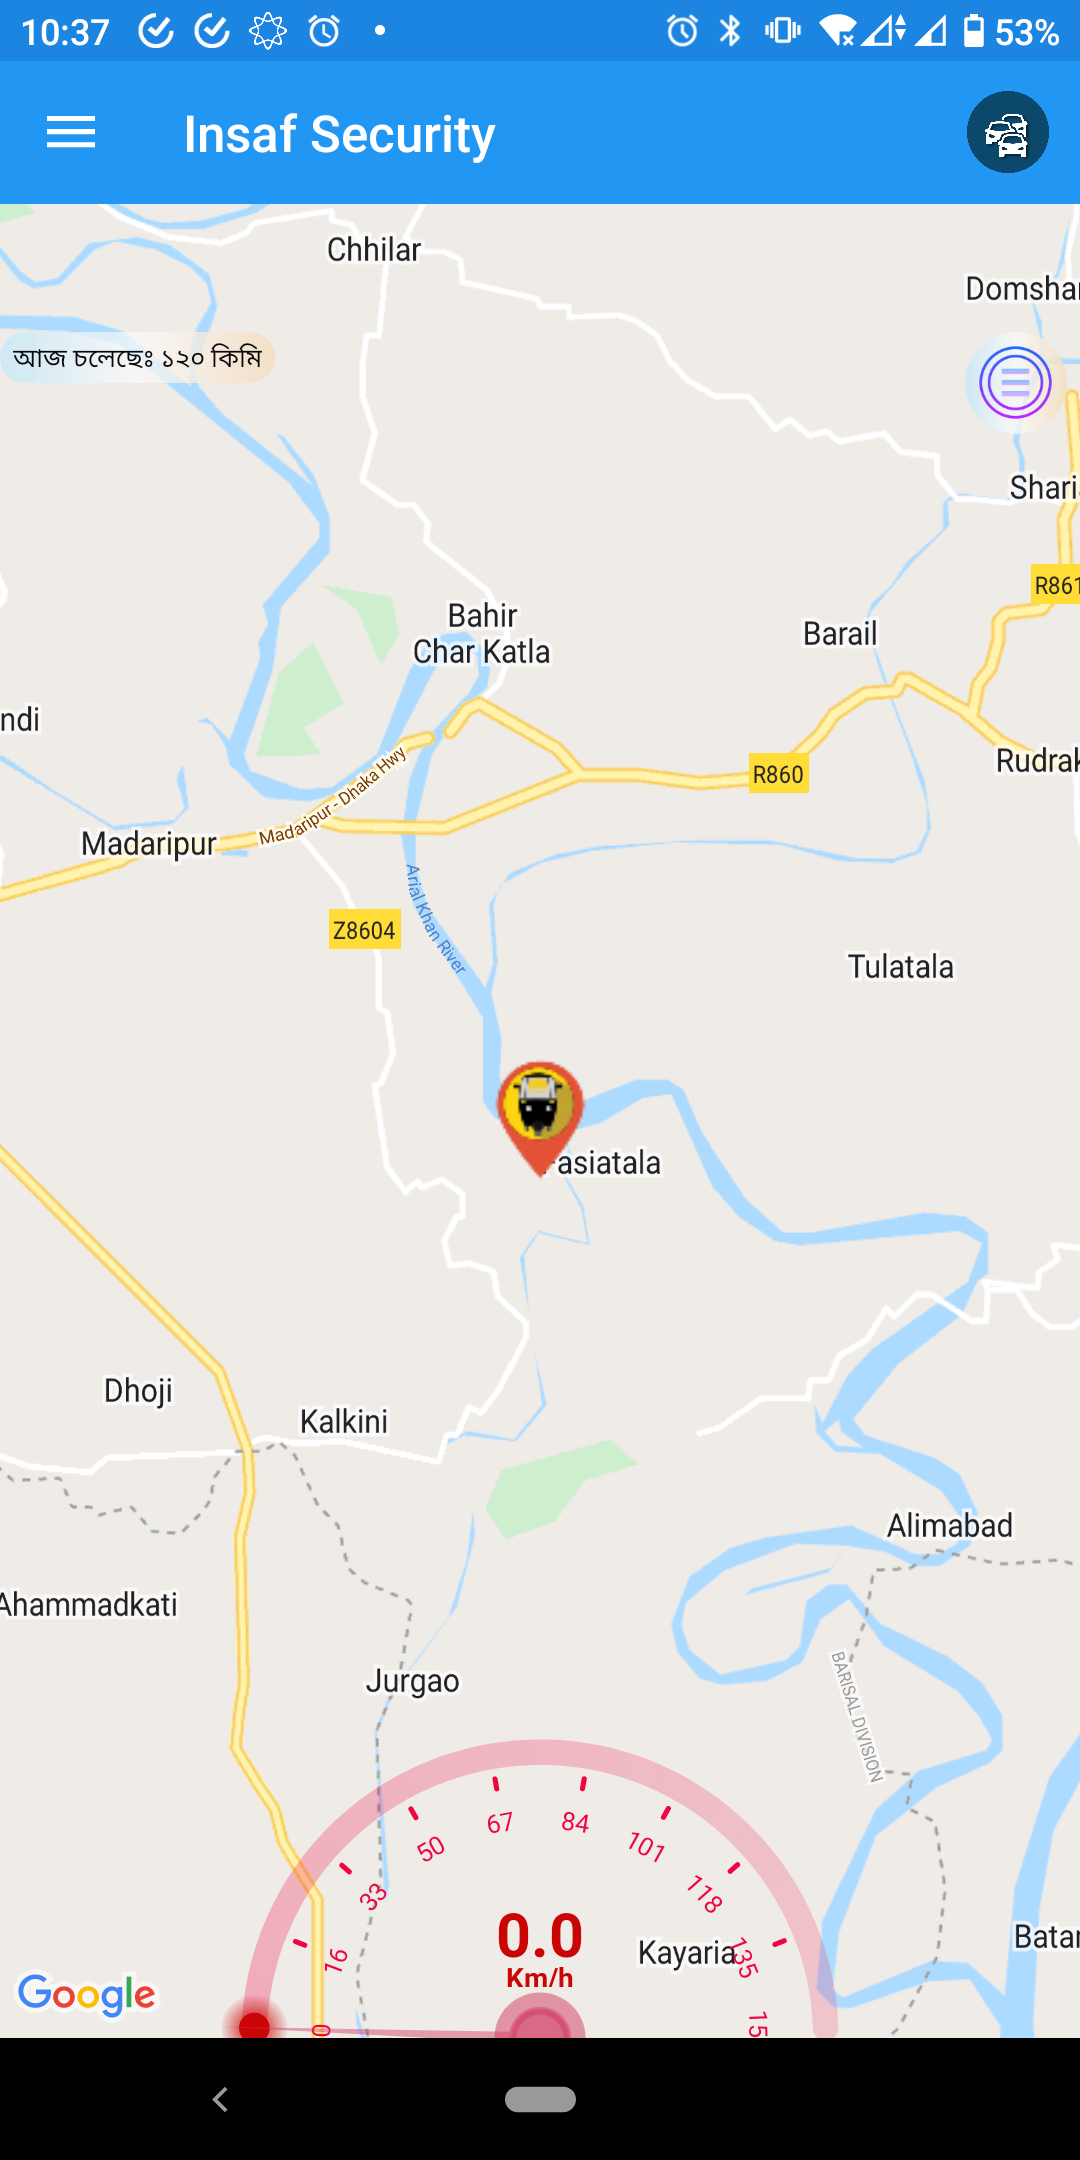 10:37
53%
Insaf Security
Chhilar
Domshar
আজ চলেছেঃ ১২০ কিমি
Shari
R861
Bahir
Char Katla
Barail
ndi
Rudrak
R860
Madaripur - Dhaka Hwy
Madaripur
Arial Khan River
Z8604
Tulatala
asiatala
Dhoji
Kalkini
Alimabad
Ahammadkati
BARISAL DIVISION
Jurgao
0
16
33
50
67
84
101
118
135
15
0.0
Km/h
Kayaria
Batar
Google